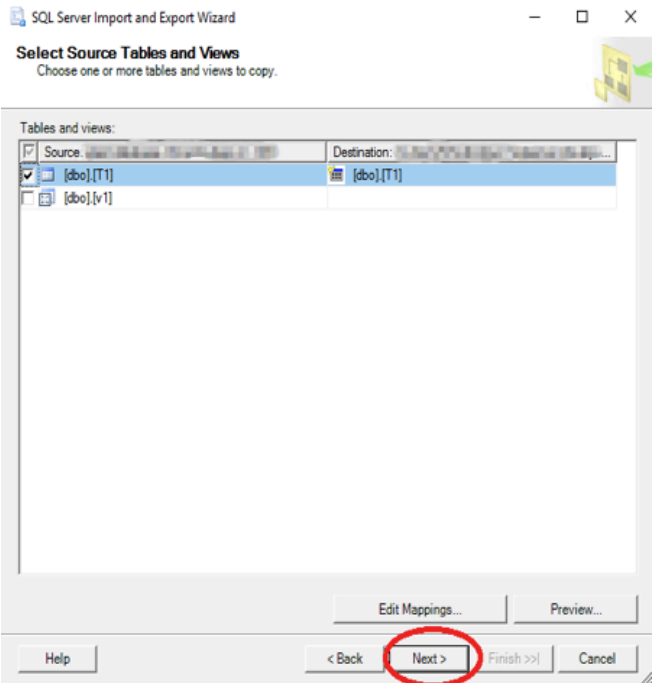 SQL Server Import and Export Wizard
Select Source Tables and Views
Choose one or more tables and views to copy.
Tables and views:
Source: Destination: ...
[dbo].[T1] [dbo].[T1]
[dbo].[v1]
Edit Mappings... Preview...
Help < Back Next > Finish >>| Cancel